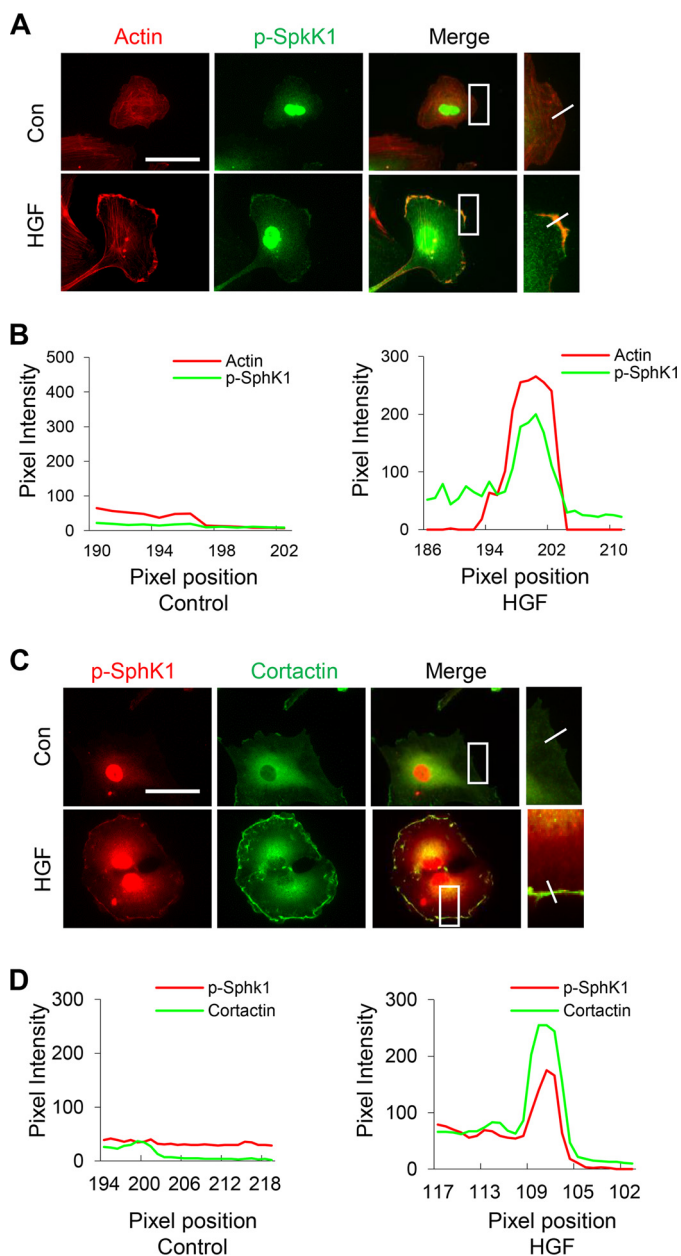 A
Actin p-SpkK1 Merge
Con
HGF
B
500
400
300
200
100
0
Pixel Intensity
Actin
p-SphK1
190 194 198 202
Pixel position
Control
300
200
100
0
Pixel Intensity
Actin
p-SphK1
186 194 202 210
Pixel position
HGF
C
p-SphK1 Cortactin Merge
Con
HGF
D
300
200
100
0
Pixel Intensity
p-Sphk1
Cortactin
194 200 206 212 218
Pixel position
Control
300
200
100
0
Pixel Intensity
p-SphK1
Cortactin
117 113 109 105 102
Pixel position
HGF